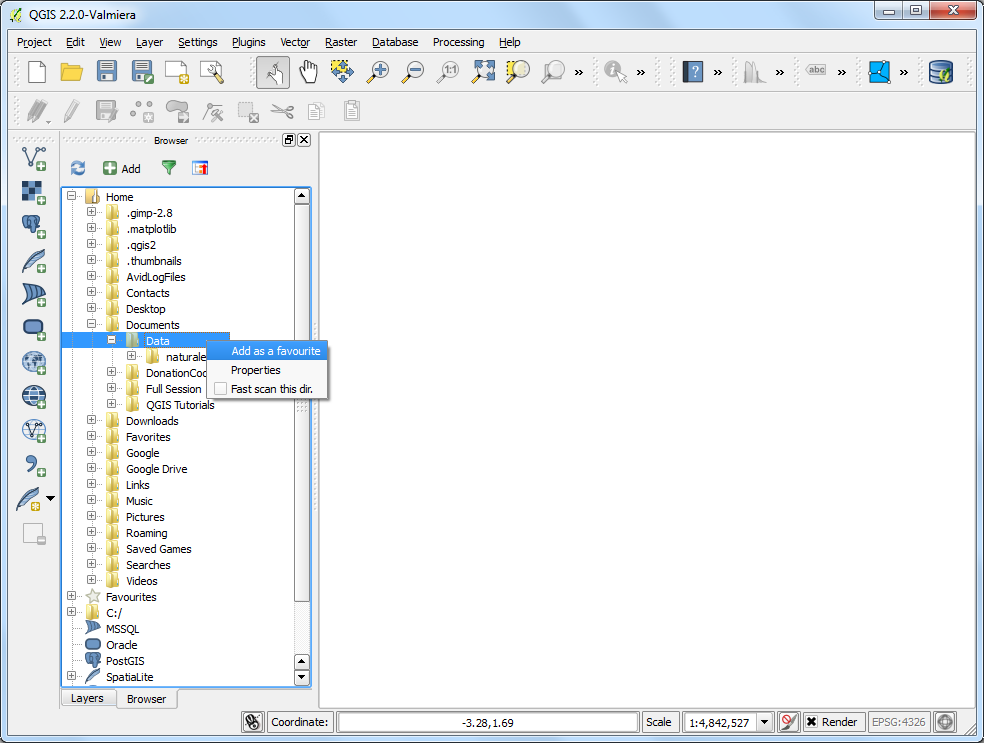 QGIS 2.2.0-Valmiera
Project Edit View Layer Settings Plugins Vector Raster Database Processing Help
1:1 » » ? » » abc » »
Browser
Add
Home
.gimp-2.8
.matplotlib
.qgis2
.thumbnails
AvidLogFiles
Contacts
Desktop
Documents
Data
Add as a favourite
naturale
Properties
DonationCoo
Full Session
Fast scan this dir.
QGIS Tutorials
Downloads
Favorites
Google
Google Drive
Links
Music
Pictures
Roaming
Saved Games
Searches
Videos
Favourites
C:/
MSSQL
Oracle
PostGIS
SpatiaLite
Layers Browser
Coordinate: -3.28,1.69 Scale 1:4,842,527 Render EPSG:4326